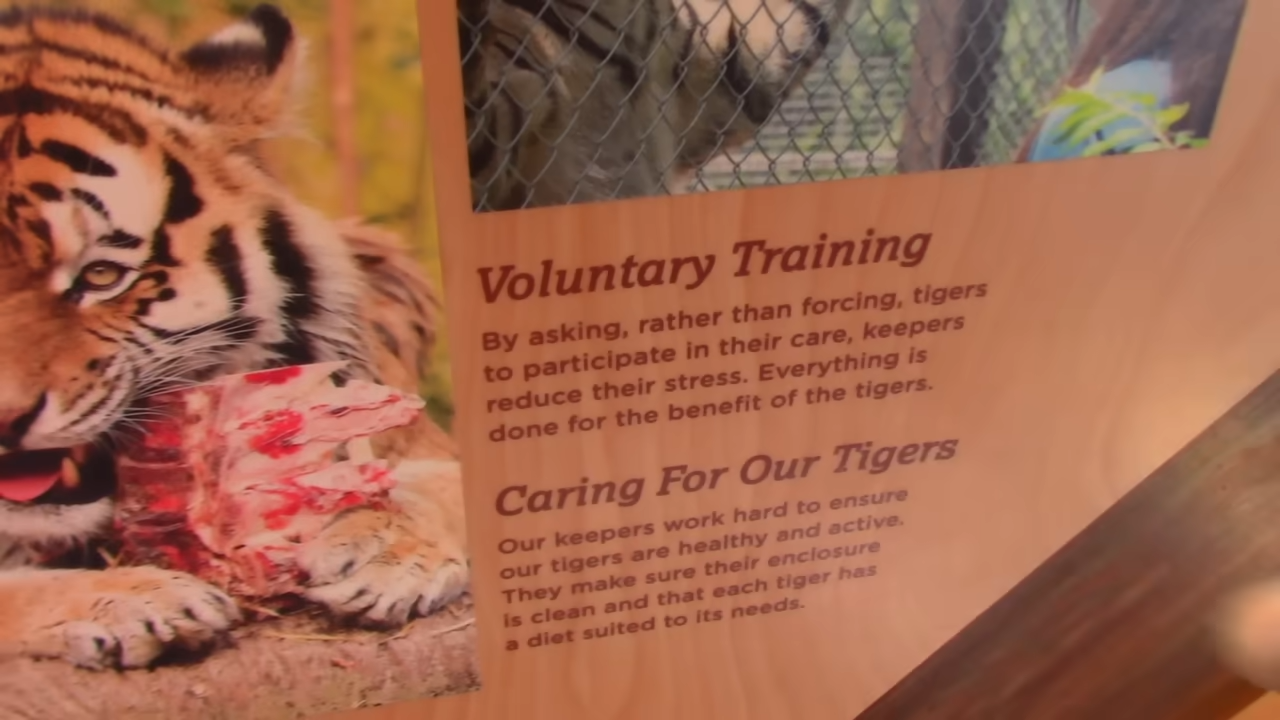 Voluntary Training
By asking, rather than forcing, tigers
to participate in their care, keepers
reduce their stress. Everything is
done for the benefit of the tigers.
Caring For Our Tigers
Our keepers work hard to ensure
our tigers are healthy and active.
They make sure their enclosure
is clean and that each tiger has
a diet suited to its needs.